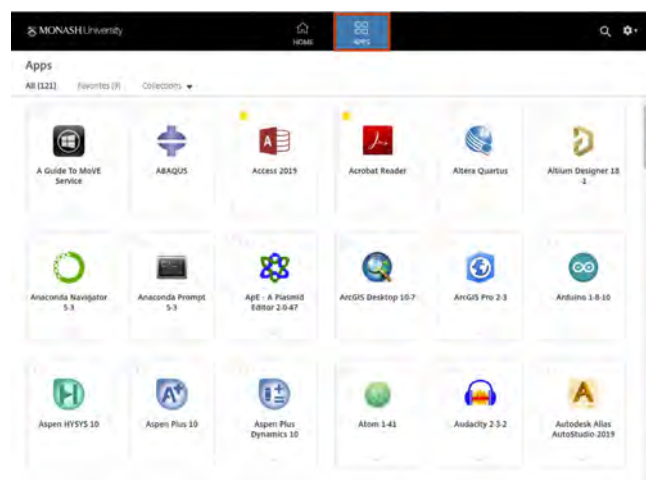 MONASH University
HOME
APPS
Apps
All (121) Favorites (9) Collections
A Guide To MoVE
Service
ABAQUS
Access 2019
Acrobat Reader
Altera Quartus
Altium Designer 18
-1
Anaconda Navigator
5-3
Anaconda Prompt
5-3
ApE - A Plasmid
Editor 2-0-47
ArcGIS Desktop 10-7
ArcGIS Pro 2-3
Arduino 1-8-10
Aspen HYSYS 10
Aspen Plus 10
Aspen Plus
Dynamics 10
Atom 1-41
Audacity 2-3-2
Autodesk Alias
AutoStudio 2019